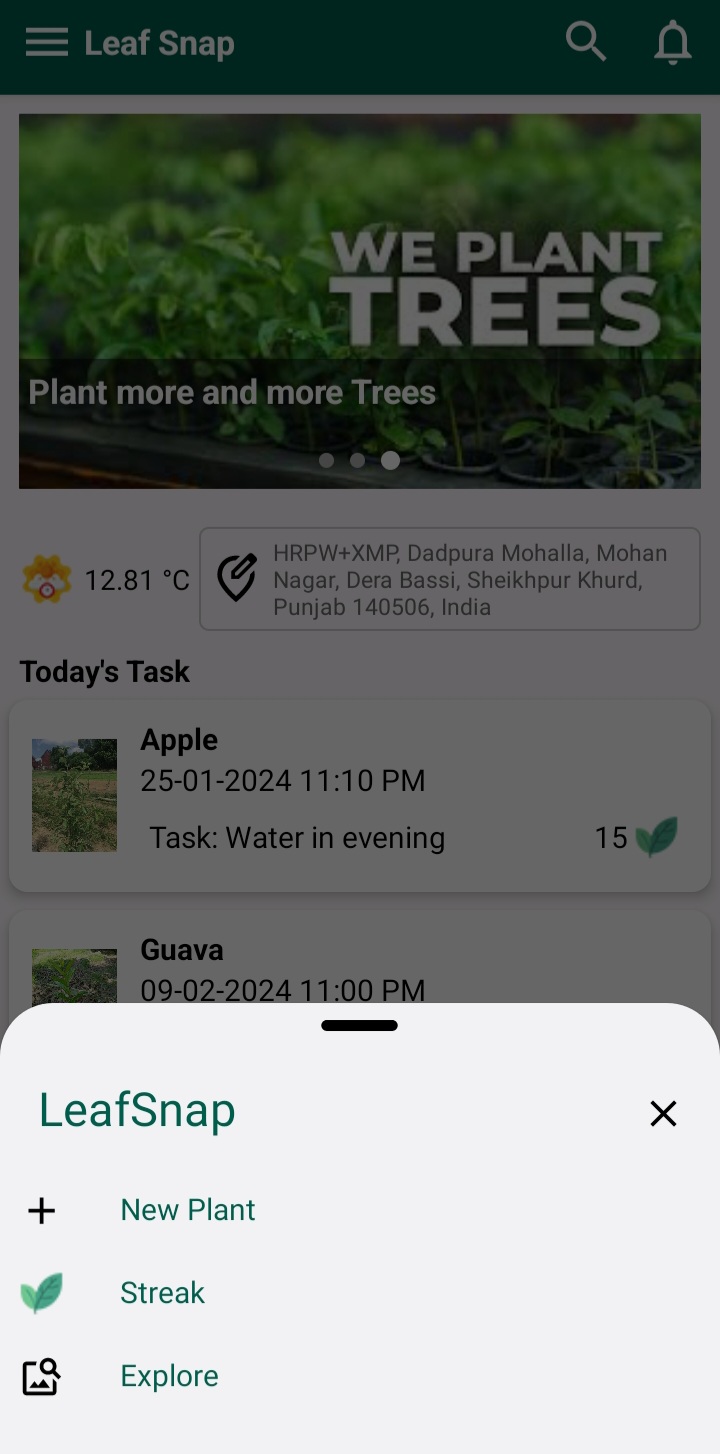 Leaf Snap
WE PLANT
TREES
Plant more and more Trees
12.81 °C
HRPW+XMP, Dadpura Mohalla, Mohan
Nagar, Dera Bassi, Sheikhpur Khurd,
Punjab 140506, India
Today's Task
Apple
25-01-2024 11:10 PM
Task: Water in evening
15
Guava
09-02-2024 11:00 PM
LeafSnap
New Plant
Streak
Explore